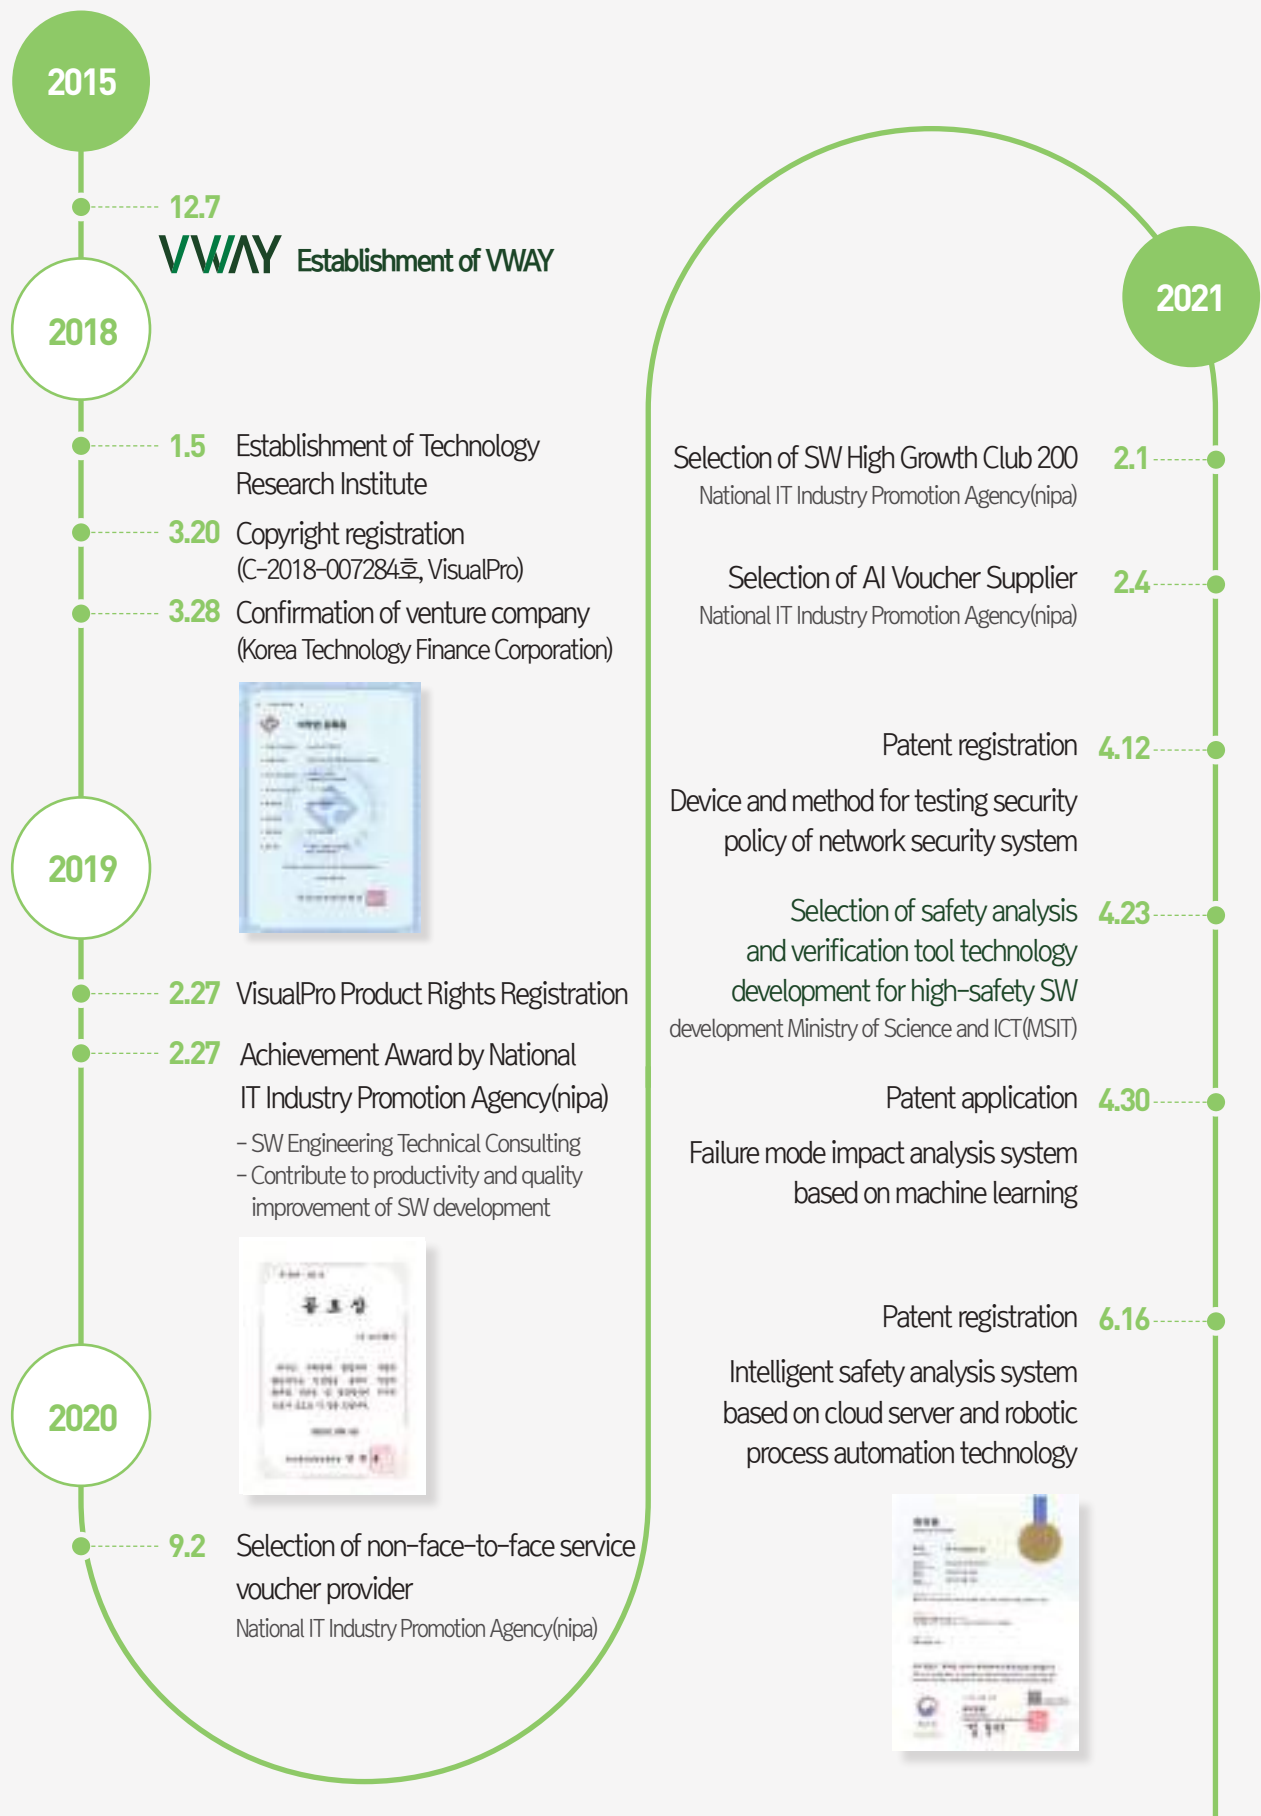 2015
12.7
VWAY Establishment of VWAY
2018
1.5 Establishment of Technology
Research Institute
3.20 Copyright registration
(C-2018-007284호, VisualPro)
3.28 Confirmation of venture company
(Korea Technology Finance Corporation)
2019
2.27 VisualPro Product Rights Registration
2.27 Achievement Award by National
IT Industry Promotion Agency(nipa)
- SW Engineering Technical Consulting
- Contribute to productivity and quality
improvement of SW development
공로상
2020
9.2 Selection of non-face-to-face service
voucher provider
National IT Industry Promotion Agency(nipa)
2021
Selection of SW High Growth Club 200 2.1
National IT Industry Promotion Agency(nipa)
Selection of AI Voucher Supplier 2.4
National IT Industry Promotion Agency(nipa)
Patent registration 4.12
Device and method for testing security
policy of network security system
Selection of safety analysis 4.23
and verification tool technology
development for high-safety SW
development Ministry of Science and ICT(MSIT)
Patent application 4.30
Failure mode impact analysis system
based on machine learning
Patent registration 6.16
Intelligent safety analysis system
based on cloud server and robotic
process automation technology